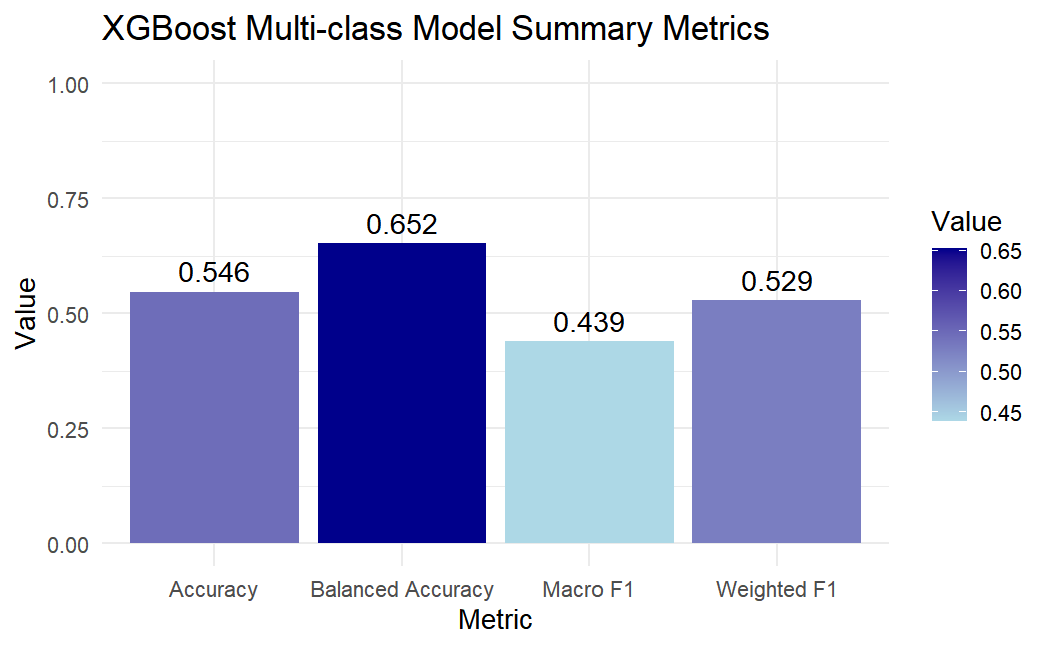 XGBoost Multi-class Model Summary Metrics
1.00
0.75
0.50
0.25
0.00
Value
0.546
0.652
0.439
0.529
Accuracy
Balanced Accuracy
Macro F1
Weighted F1
Metric
Value
0.65
0.60
0.55
0.50
0.45